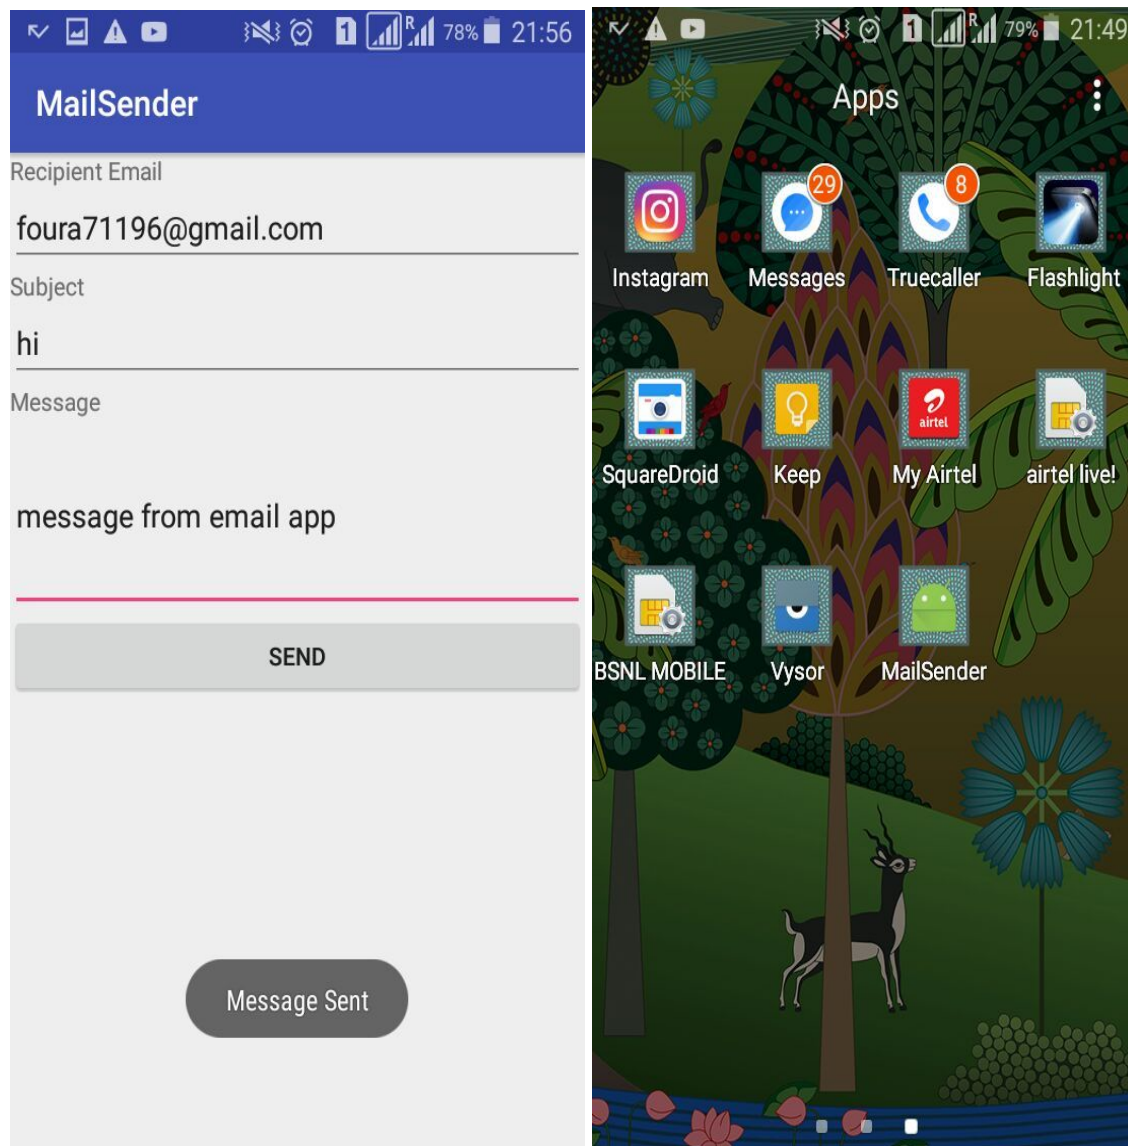 78% 21:56
MailSender
Recipient Email
foura71196@gmail.com
Subject
hi
Message
message from email app
SEND
Message Sent
1 R 79% 21:49
Apps
29 8
Instagram Messages Truecaller Flashlight
airtel
SquareDroid Keep My Airtel airtel live!
BSNL MOBILE Vysor MailSender